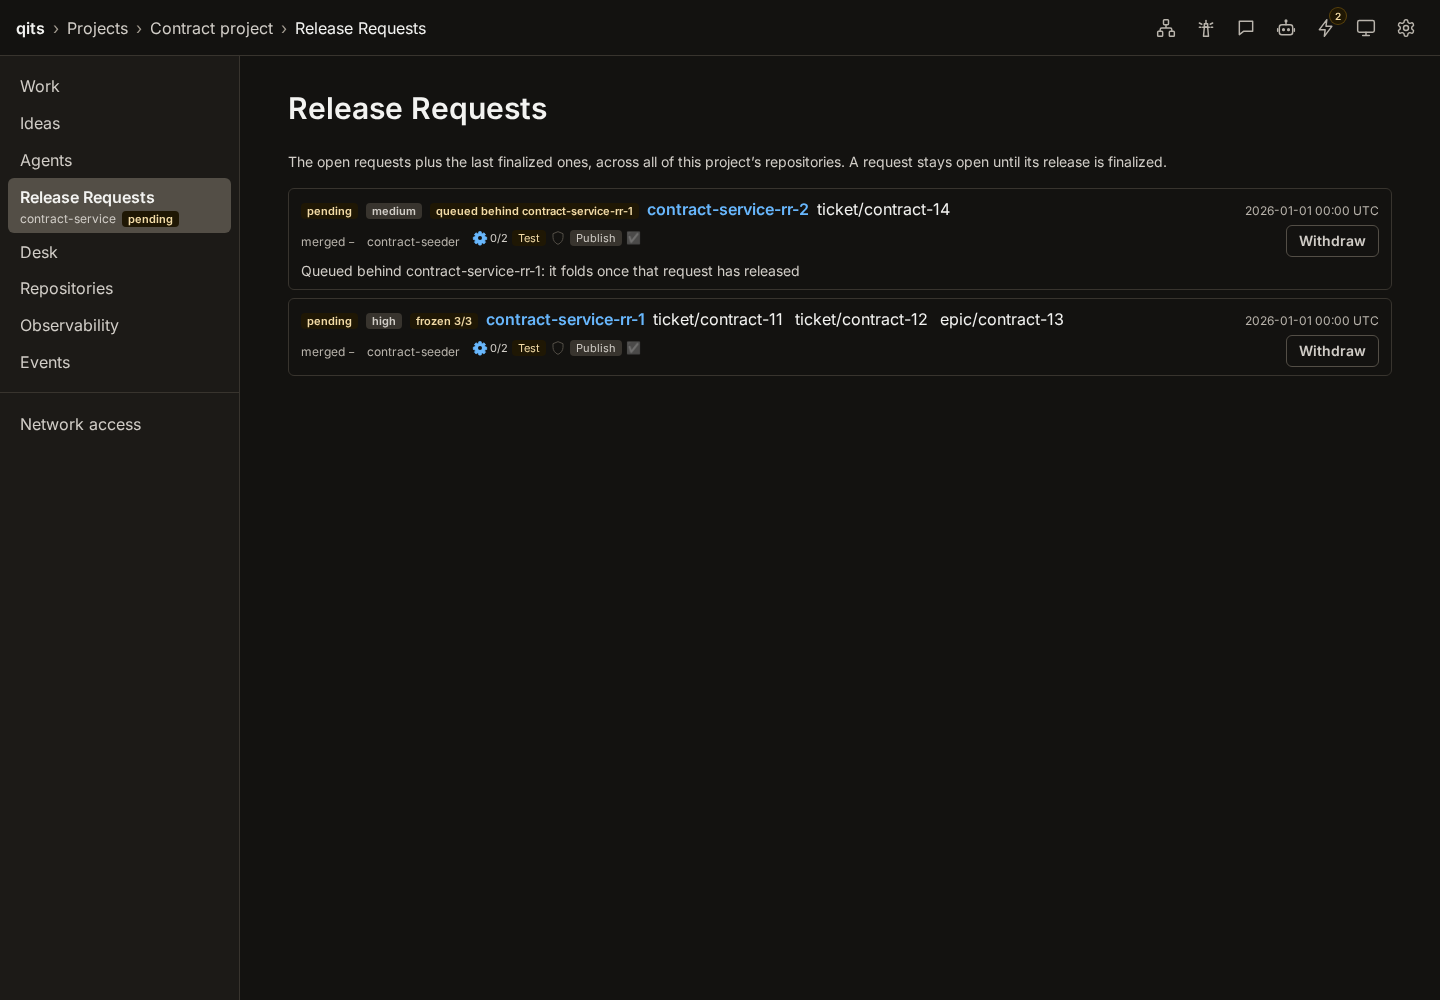 qits › Projects › Contract project › Release Requests
2
Work
Ideas
Agents
Release Requests
contract-service pending
Desk
Repositories
Observability
Events
Network access
Release Requests
The open requests plus the last finalized ones, across all of this project’s repositories. A request stays open until its release is finalized.
pending medium queued behind contract-service-rr-1 contract-service-rr-2 ticket/contract-14 2026-01-01 00:00 UTC
merged – contract-seeder 0/2 Test Publish Withdraw
Queued behind contract-service-rr-1: it folds once that request has released
pending high frozen 3/3 contract-service-rr-1 ticket/contract-11 ticket/contract-12 epic/contract-13 2026-01-01 00:00 UTC
merged – contract-seeder 0/2 Test Publish Withdraw